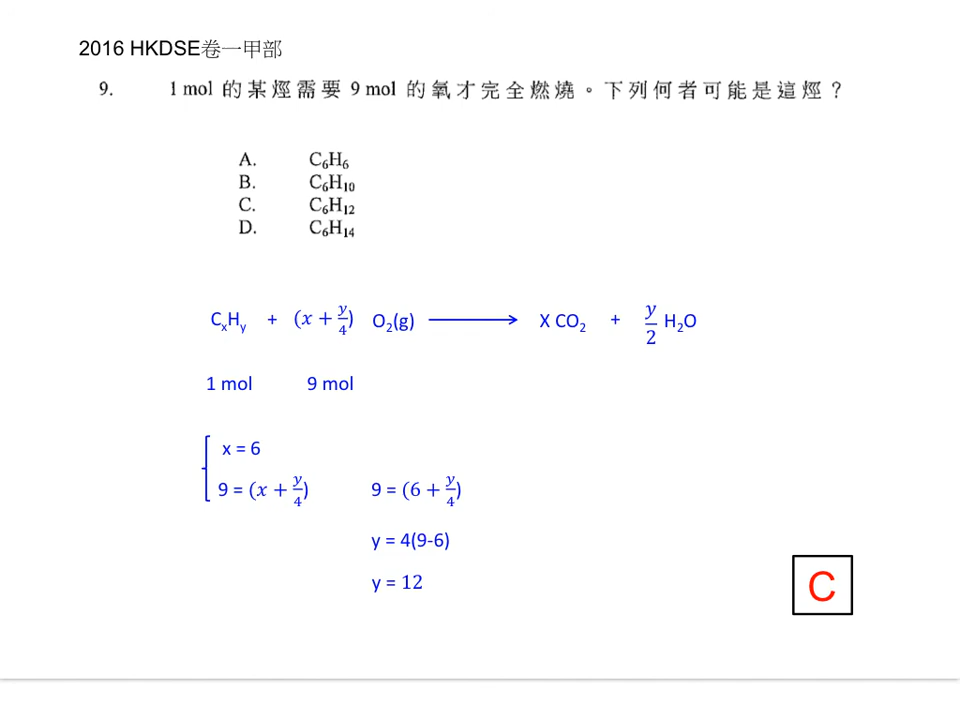 2016 HKDSE卷一甲部
9. 1 mol 的某烴需要 9 mol 的氧才完全燃燒。下列何者可能是這烴？
A. C₆H₆
B. C₆H₁₀
C. C₆H₁₂
D. C₆H₁₄
CₓHᵧ + (x + y/4) O₂(g) ⟶ X CO₂ + y/2 H₂O
1 mol 9 mol
x = 6
9 = (x + y/4) 9 = (6 + y/4)
y = 4(9-6)
y = 12
C